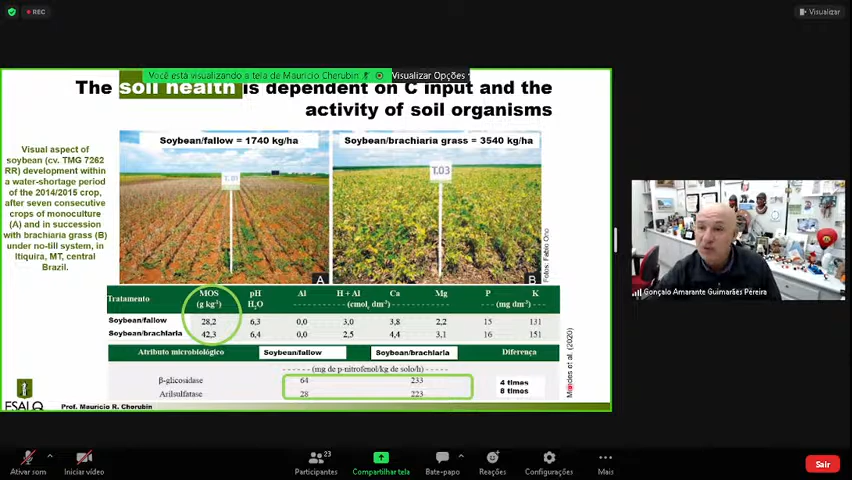 REC
Visualizar
Você está visualizando a tela de Mauricio Cherubin
Visualizar Opções
The soil health is dependent on C input and the
activity of soil organisms
Visual aspect of
soybean (cv. TMG 7262
RR) development within
a water-shortage period
of the 2014/2015 crop,
after seven consecutive
crops of monoculture
(A) and in succession
with brachiaria grass (B)
under no-till system, in
Itiquira, MT, central
Brazil.
Soybean/fallow = 1740 kg/ha
Soybean/brachiaria grass = 3540 kg/ha
T.01
T.03
A
B
Fotos: Fabio Ono
Tratamento MOS pH Al H + Al Ca Mg P K
(g kg⁻¹) H₂O (cmolc dm⁻³) (mg dm⁻³)
Soybean/fallow 28,2 6,3 0,0 3,0 3,8 2,2 15 131
Soybean/brachiaria 42,3 6,4 0,0 2,5 4,4 3,1 16 151
Atributo microbiológico Soybean/fallow Soybean/brachiaria Diferença
(mg de p-nitrofenol/kg de solo/h)
β-glicosidase 64 233 4 times
Arilsulfatase 28 223 8 times
et al. (2020)
ESALQ
Prof. Mauricio R. Cherubin
Gonçalo Amarante Guimarães Pereira
Ativar som
Iniciar vídeo
23
Participantes
Compartilhar tela
Bate-papo
Reações
Configurações
Mais
Sair